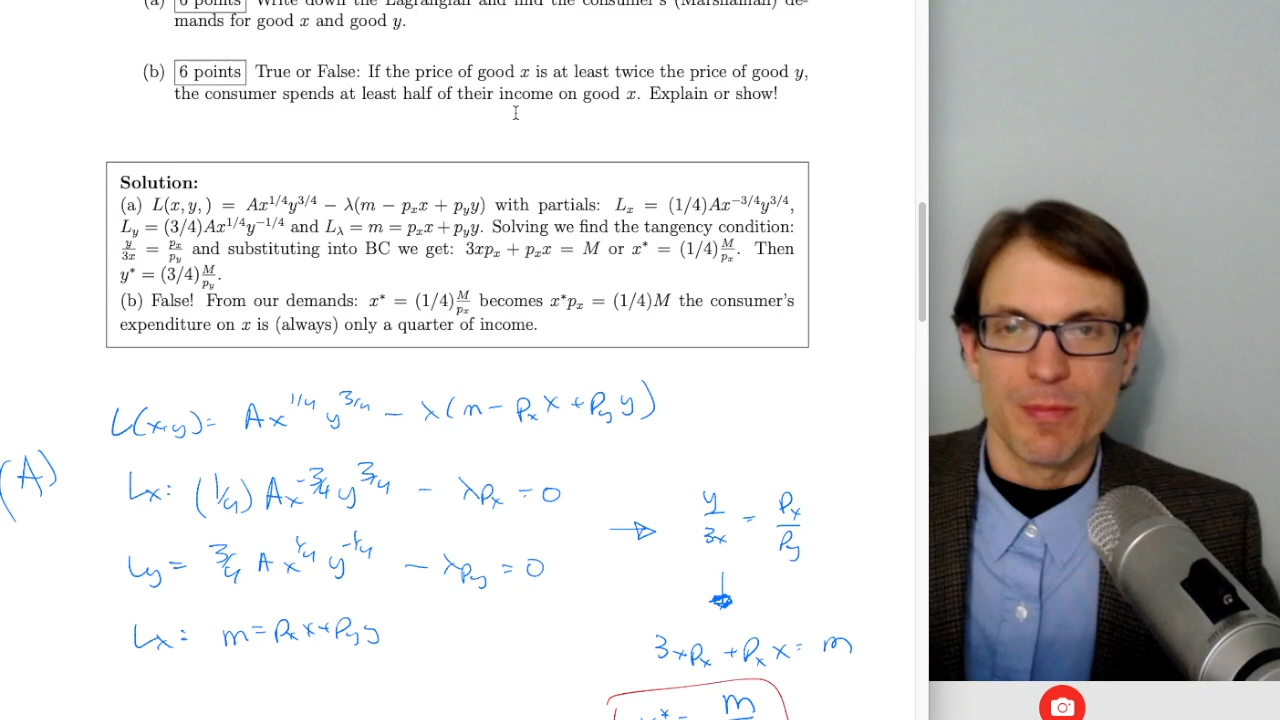 (a) 6 points Write down the Lagrangian and find the consumer's (Marshallian) de-
mands for good x and good y.
(b) 6 points True or False: If the price of good x is at least twice the price of good y,
the consumer spends at least half of their income on good x. Explain or show!
Solution:
(a) L(x, y, ) = Ax^{1/4}y^{3/4} − λ(m − p_x x + p_y y) with partials: L_x = (1/4)Ax^{−3/4}y^{3/4},
L_y = (3/4)Ax^{1/4}y^{−1/4} and L_λ = m = p_x x + p_y y. Solving we find the tangency condition:
y/3x = p_x/p_y and substituting into BC we get: 3xp_x + p_x x = M or x* = (1/4)M/p_x. Then
y* = (3/4)M/p_y.
(b) False! From our demands: x* = (1/4)M/p_x becomes x*p_x = (1/4)M the consumer's
expenditure on x is (always) only a quarter of income.
L(x,y) = Ax^{1/4} y^{3/4} − λ(m − P_x x + P_y y)
(A)
L_x: (1/4) Ax^{−3/4} y^{3/4} − λP_x = 0
y/3x = P_x/P_y
L_y = 3/4 A x^{1/4} y^{−1/4} − λP_y = 0
L_λ: m = P_x x + P_y y
3xP_x + P_x x = m
x* = m